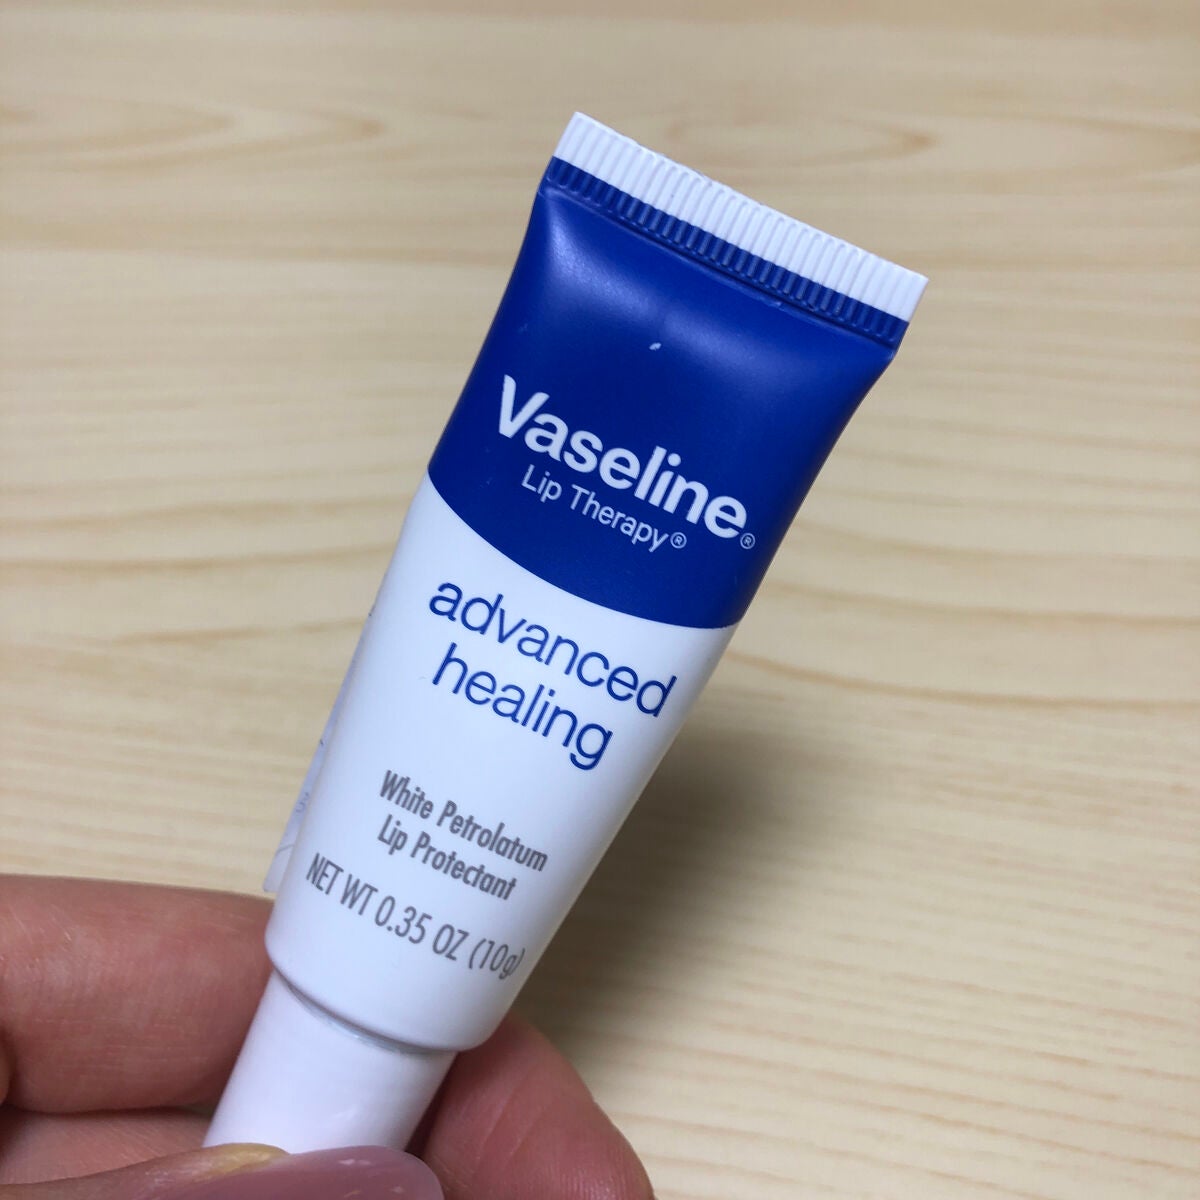 Vaseline®
Lip Therapy®
advanced
healing
White Petrolatum
Lip Protectant
NET WT 0.35 OZ (10g)